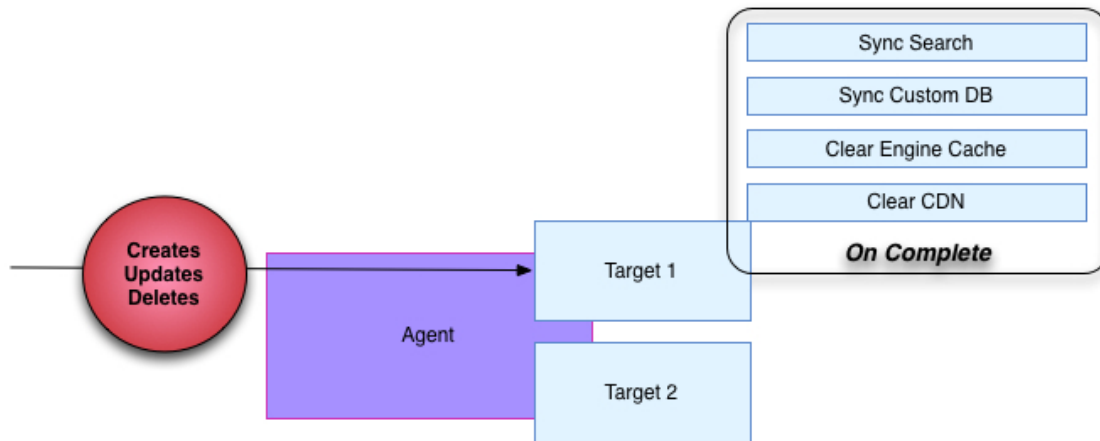 Sync Search
Sync Custom DB
Clear Engine Cache
Clear CDN
On Complete
Creates
Updates
Deletes
Agent
Target 1
Target 2